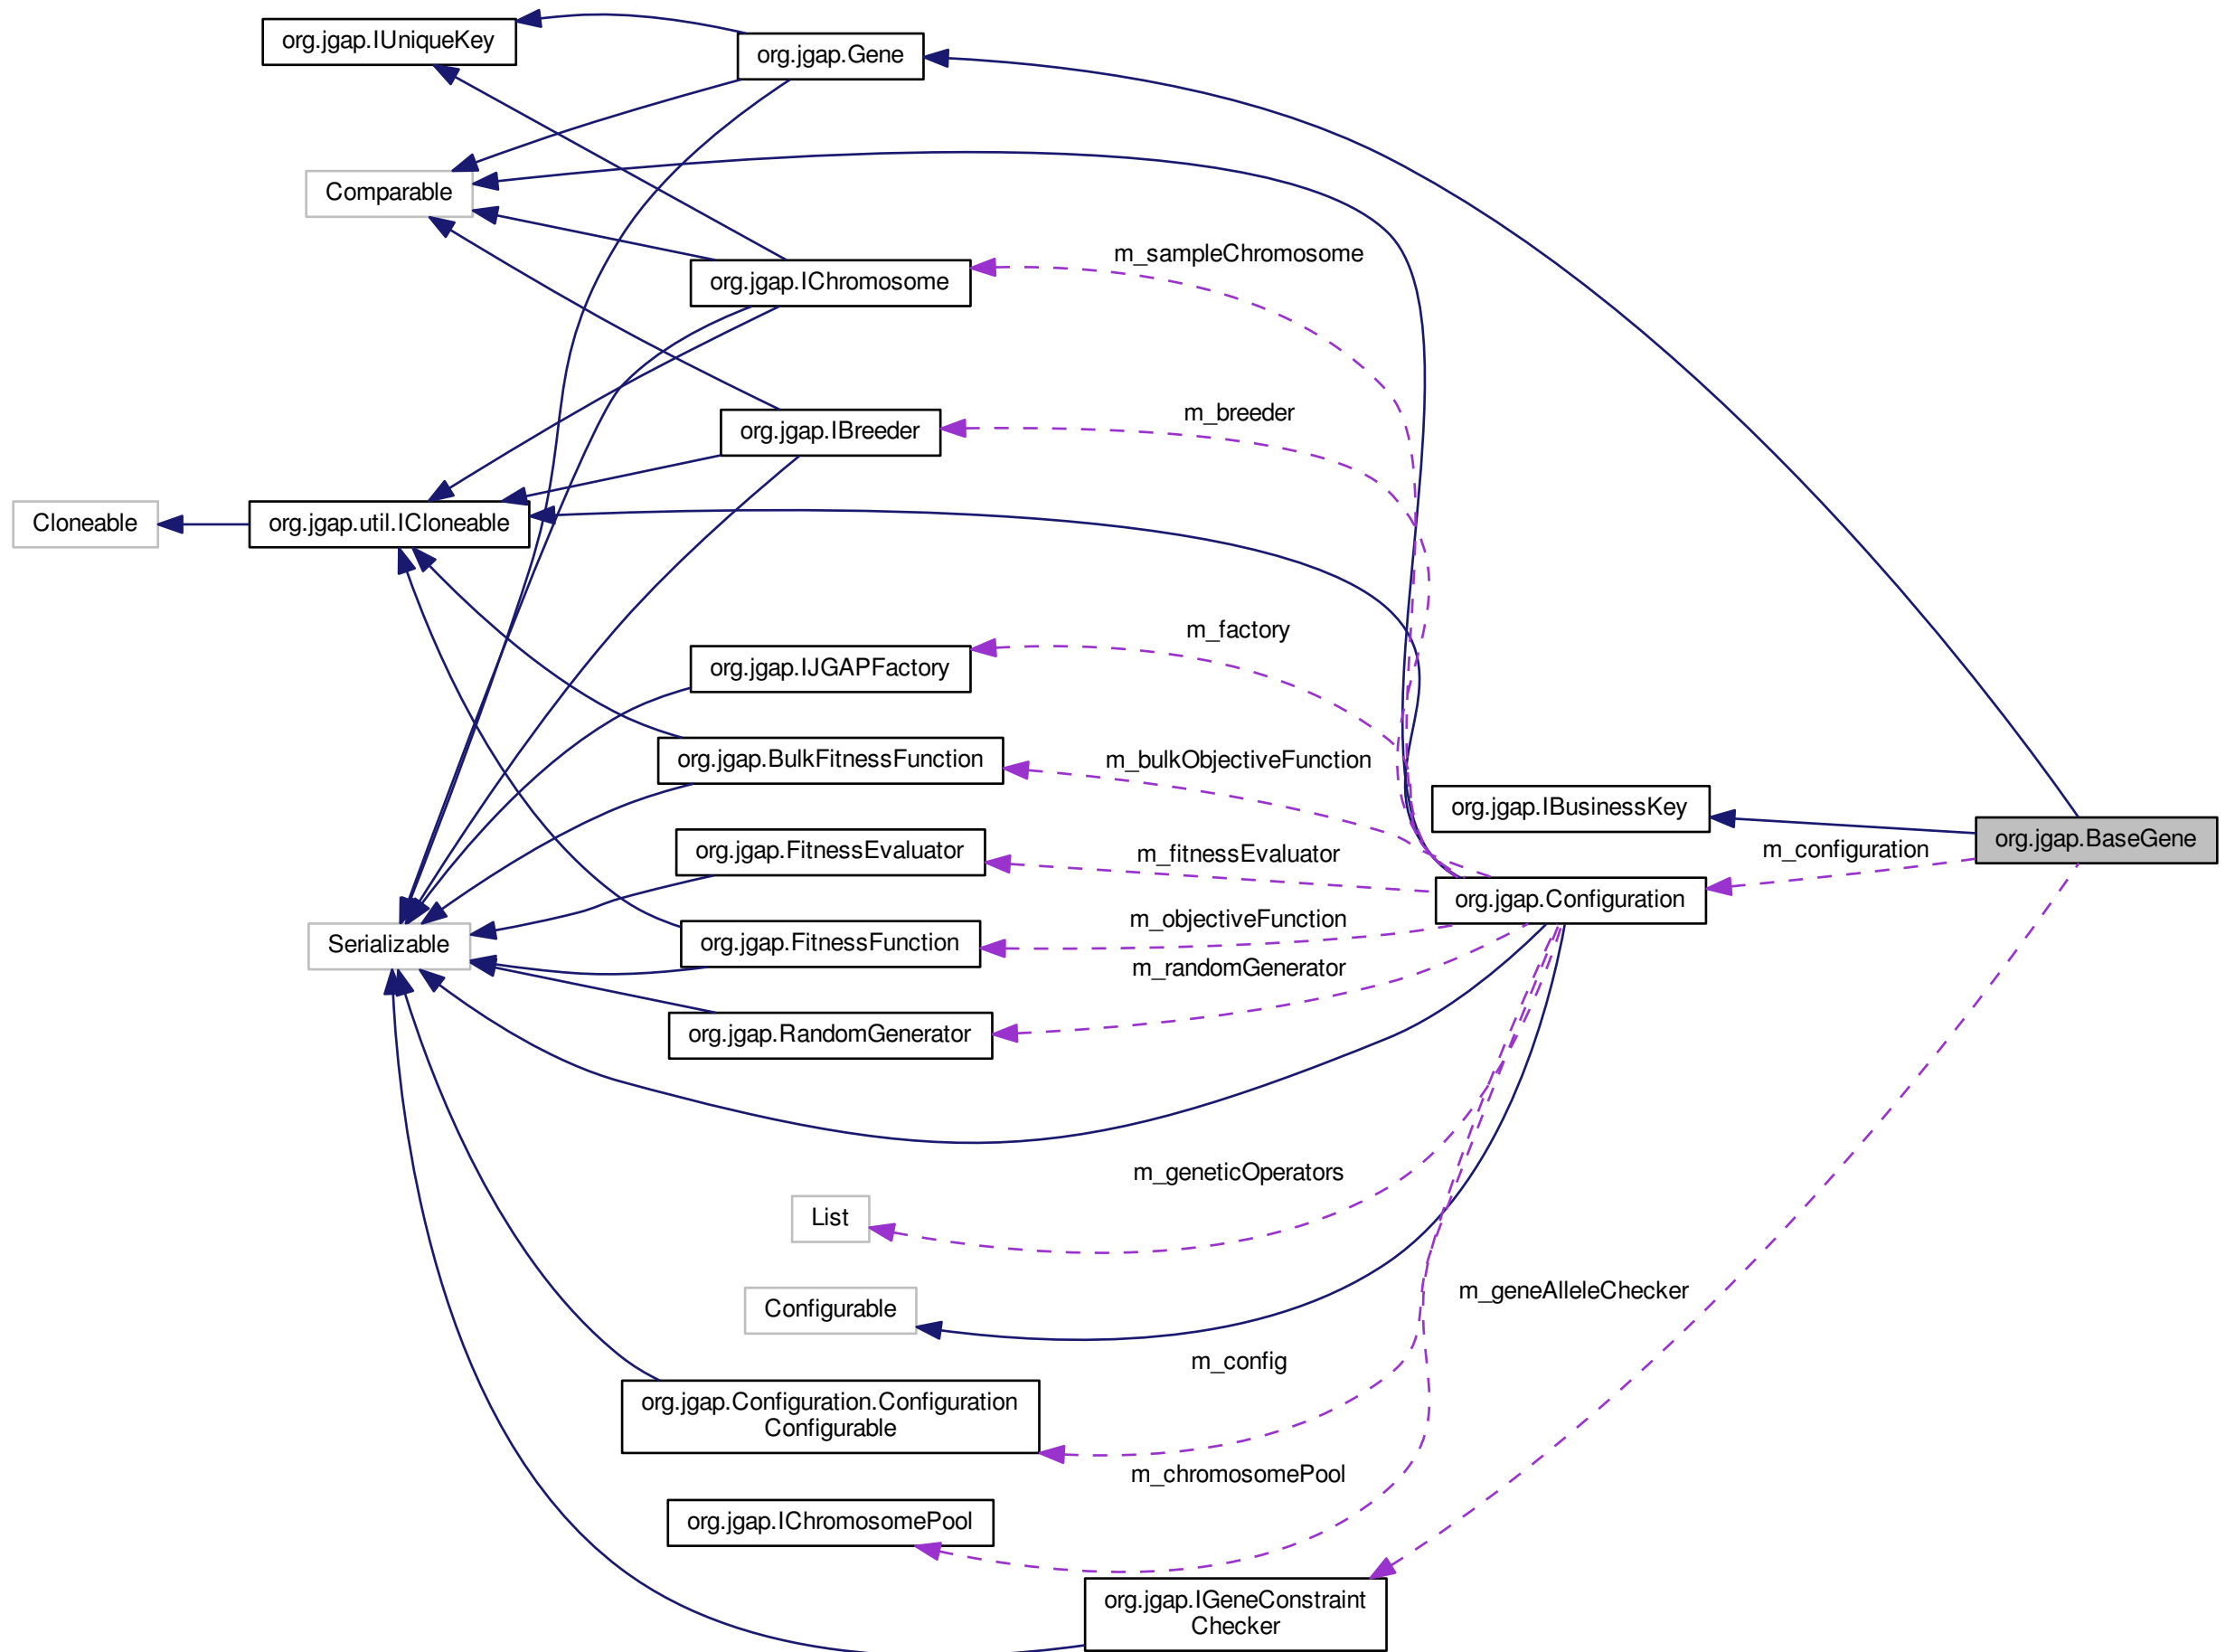 org.jgap.IUniqueKey
org.jgap.Gene
Comparable
m_sampleChromosome
org.jgap.IChromosome
m_breeder
org.jgap.IBreeder
Cloneable
org.jgap.util.ICloneable
m_factory
org.jgap.IJGAPFactory
m_bulkObjectiveFunction
org.jgap.BulkFitnessFunction
org.jgap.IBusinessKey
org.jgap.BaseGene
m_configuration
m_fitnessEvaluator
org.jgap.FitnessEvaluator
org.jgap.Configuration
m_objectiveFunction
Serializable
org.jgap.FitnessFunction
m_randomGenerator
org.jgap.RandomGenerator
m_geneticOperators
List
m_geneAlleleChecker
Configurable
m_config
org.jgap.Configuration.Configuration
Configurable
m_chromosomePool
org.jgap.IChromosomePool
org.jgap.IGeneConstraint
Checker